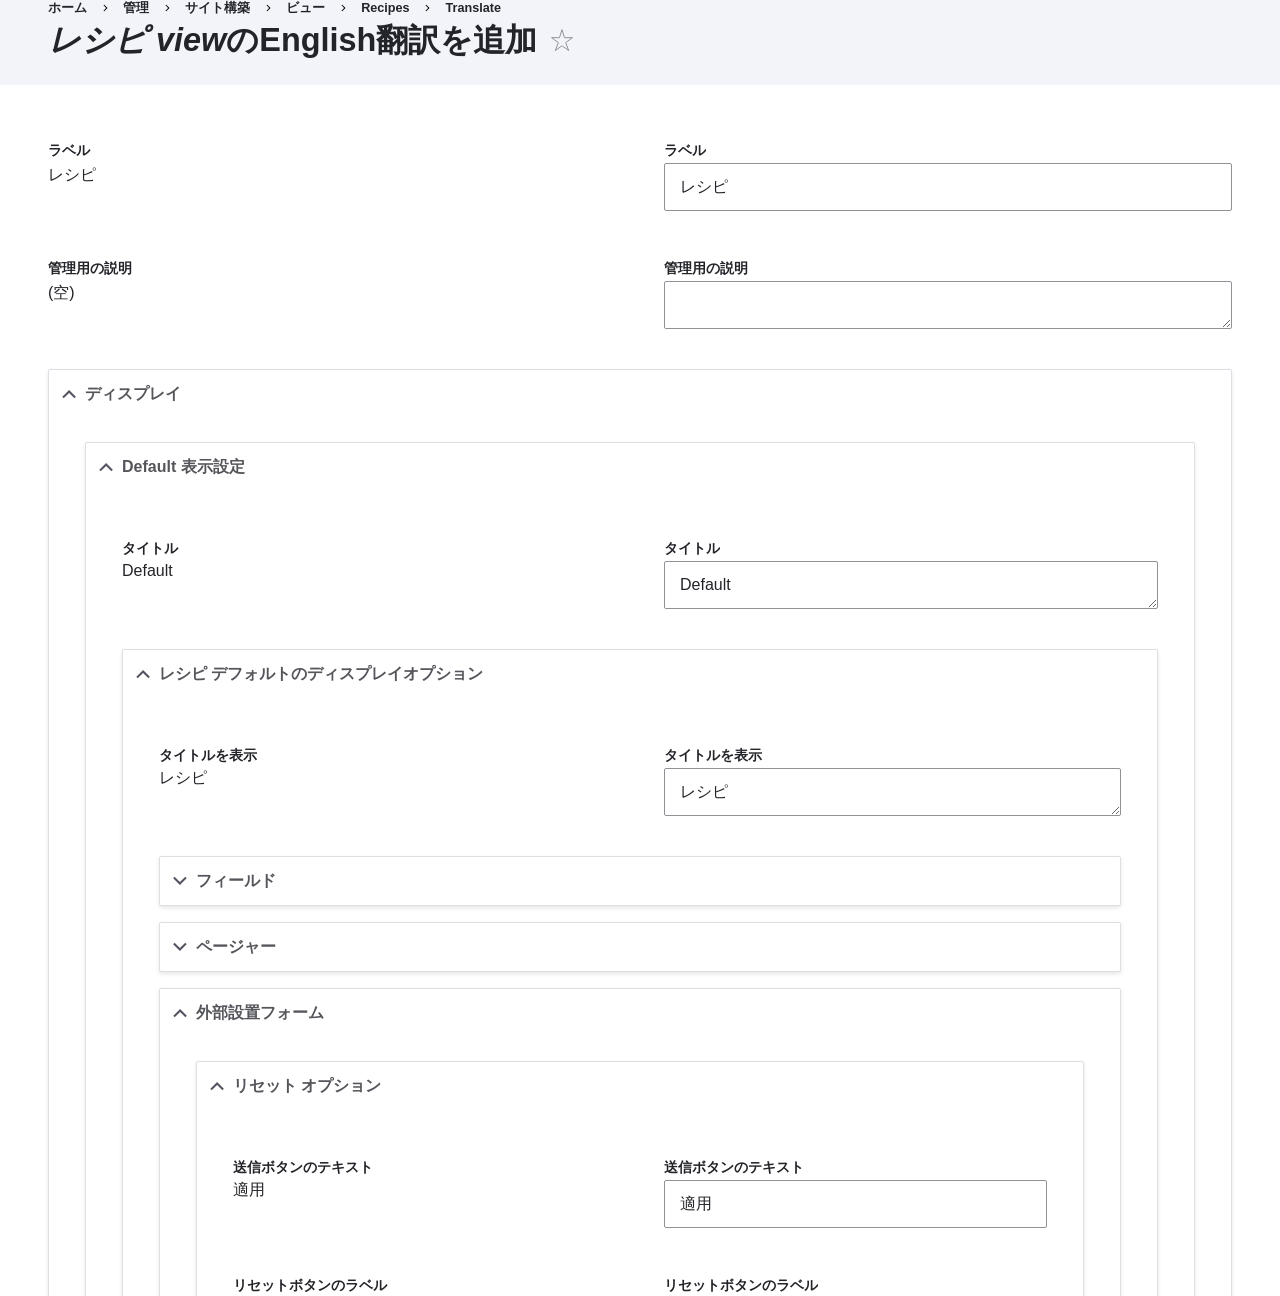 ホーム › 管理 › サイト構築 › ビュー › Recipes › Translate
レシピ viewのEnglish翻訳を追加 ☆
ラベル ラベル
レシピ レシピ
管理用の説明 管理用の説明
(空)
ディスプレイ
Default 表示設定
タイトル タイトル
Default Default
レシピ デフォルトのディスプレイオプション
タイトルを表示 タイトルを表示
レシピ レシピ
フィールド
ページャー
外部設置フォーム
リセット オプション
送信ボタンのテキスト 送信ボタンのテキスト
適用 適用
リセットボタンのラベル リセットボタンのラベル